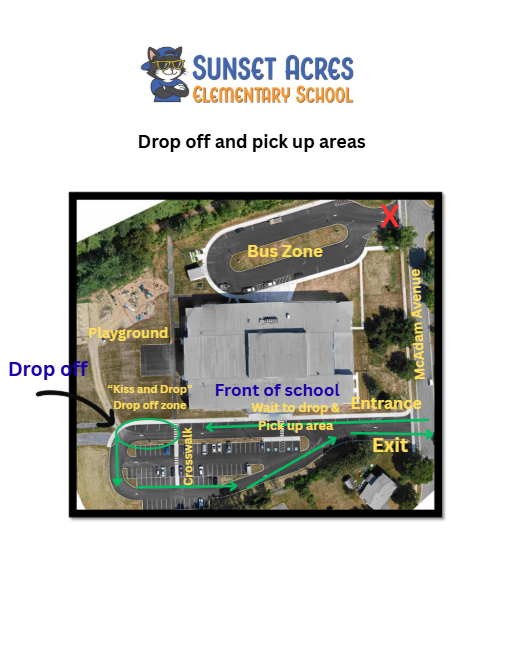 SUNSET ACRES
ELEMENTARY SCHOOL
Drop off and pick up areas
X
Bus Zone
McAdam Avenue
Playground
Drop off
“Kiss and Drop”
Drop off zone
Front of school
Wait to drop &
Pick up area
Entrance
Exit
Crosswalk